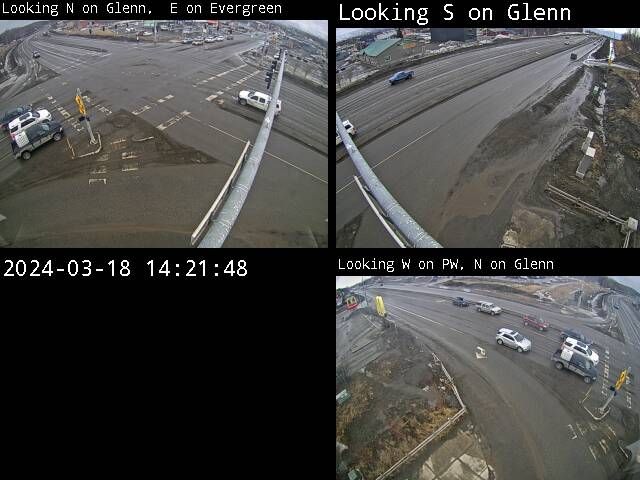 Looking N on Glenn, E on Evergreen
Looking S on Glenn
2024-03-18 14:21:48
Looking W on PW, N on Glenn